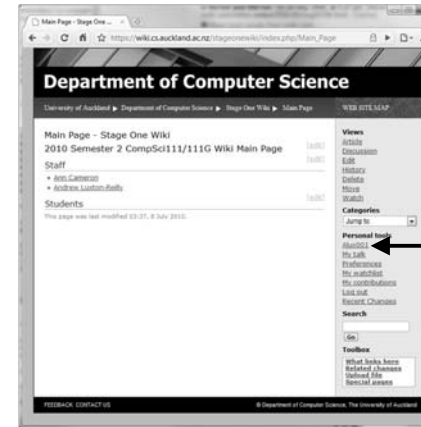 Main Page - Stage One ...
https://wiki.cs.auckland.ac.nz/stageonewiki/index.php/Main_Page
Department of Computer Science
University of Auckland ▶ Department of Computer Science ▶ Stage One Wiki ▶ Main Page
WEB SITE MAP
Main Page - Stage One Wiki
[edit]
2010 Semester 2 CompSci111/111G Wiki Main Page
[edit]
Staff
Ann Cameron
Andrew Luxton-Reilly
[edit]
Students
This page was last modified 03:37, 8 July 2010.
Views
Article
Discussion
Edit
History
Delete
Move
Watch
Categories
Jump to
Personal tools
Alux001
My talk
Preferences
My watchlist
My contributions
Log out
Recent Changes
Search
Go
Toolbox
What links here
Related changes
Upload file
Special pages
FEEDBACK CONTACT US
© Department of Computer Science, The University of Auckland